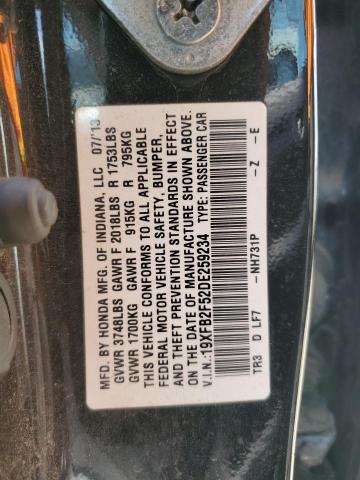 MFD. BY HONDA MFG. OF INDIANA, LLC 07/'13
GVWR 3748LBS GAWR F 2018LBS R 1753LBS
GVWR 1700KG GAWR F 915KG R 795KG
THIS VEHICLE CONFORMS TO ALL APPLICABLE
FEDERAL MOTOR VEHICLE SAFETY, BUMPER,
AND THEFT PREVENTION STANDARDS IN EFFECT
ON THE DATE OF MANUFACTURE SHOWN ABOVE.
V.I.N.:19XFB2F52DE269234 TYPE: PASSENGER CAR
TR3 D LF7 -NH731P -Z -E